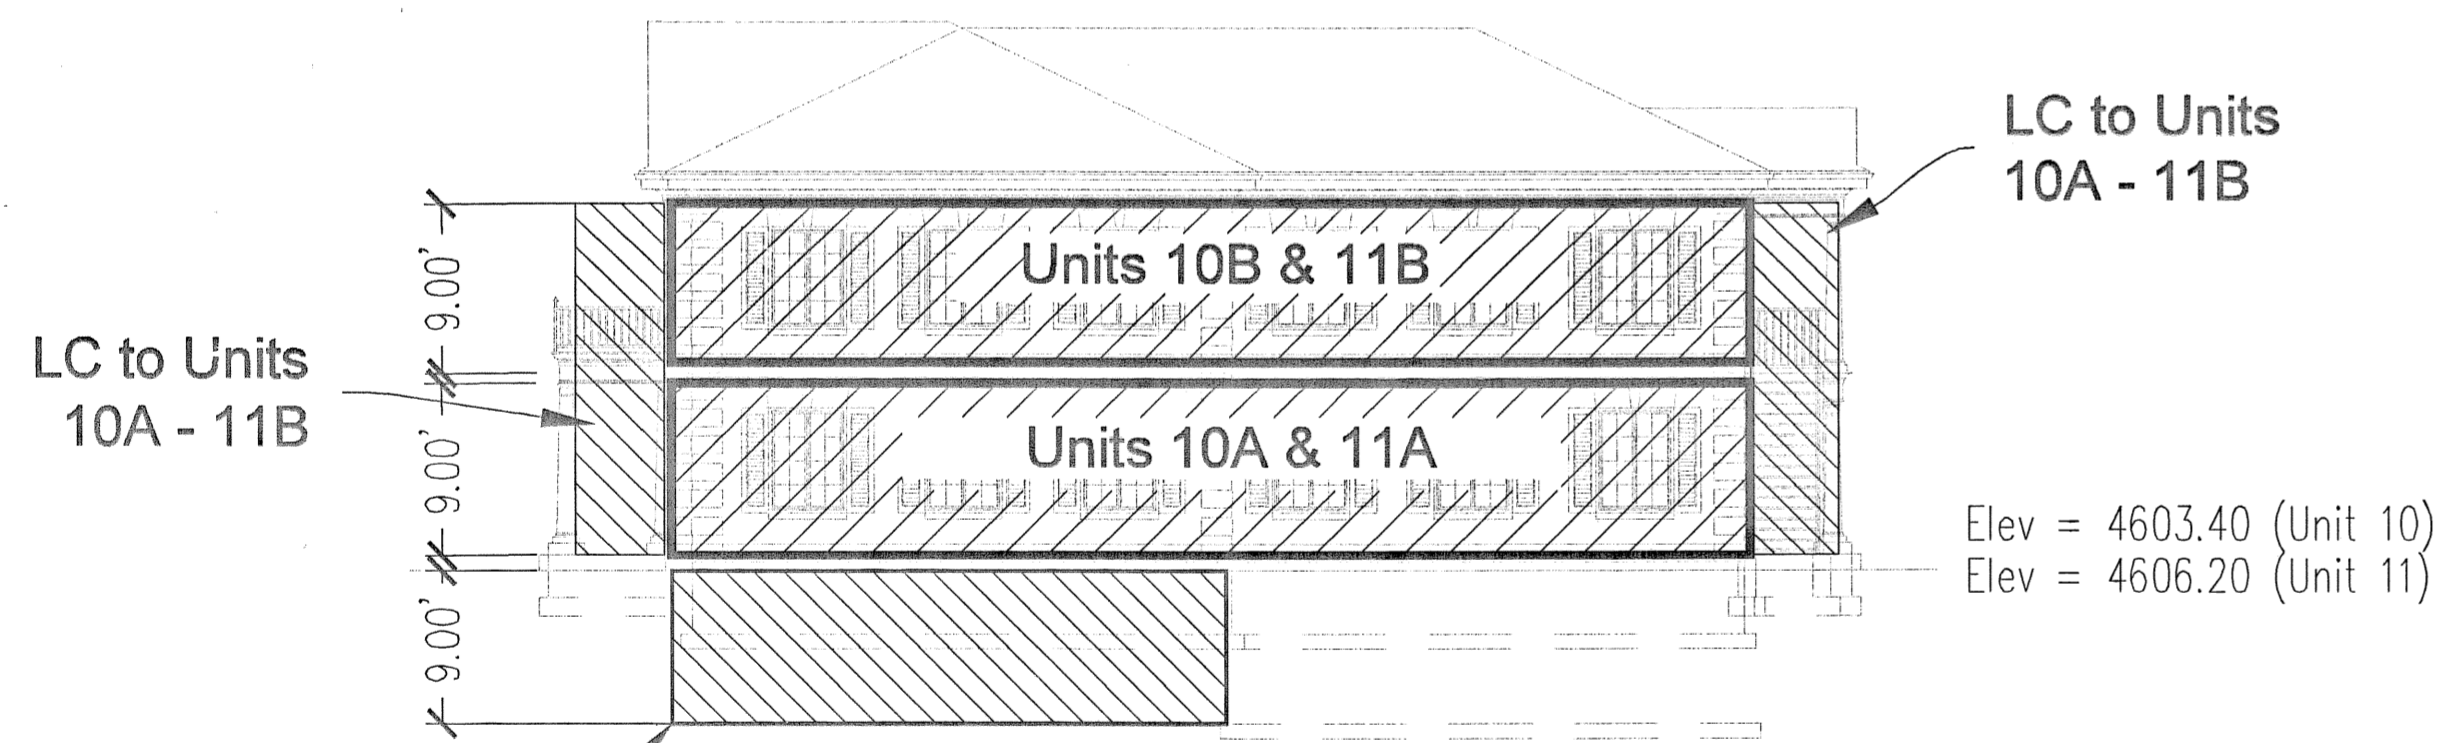 LC to Units
10A - 11B
Units 10B & 11B
9.00'
LC to Units
10A - 11B
Units 10A & 11A
9.00'
Elev = 4603.40 (Unit 10)
Elev = 4606.20 (Unit 11)
9.00'